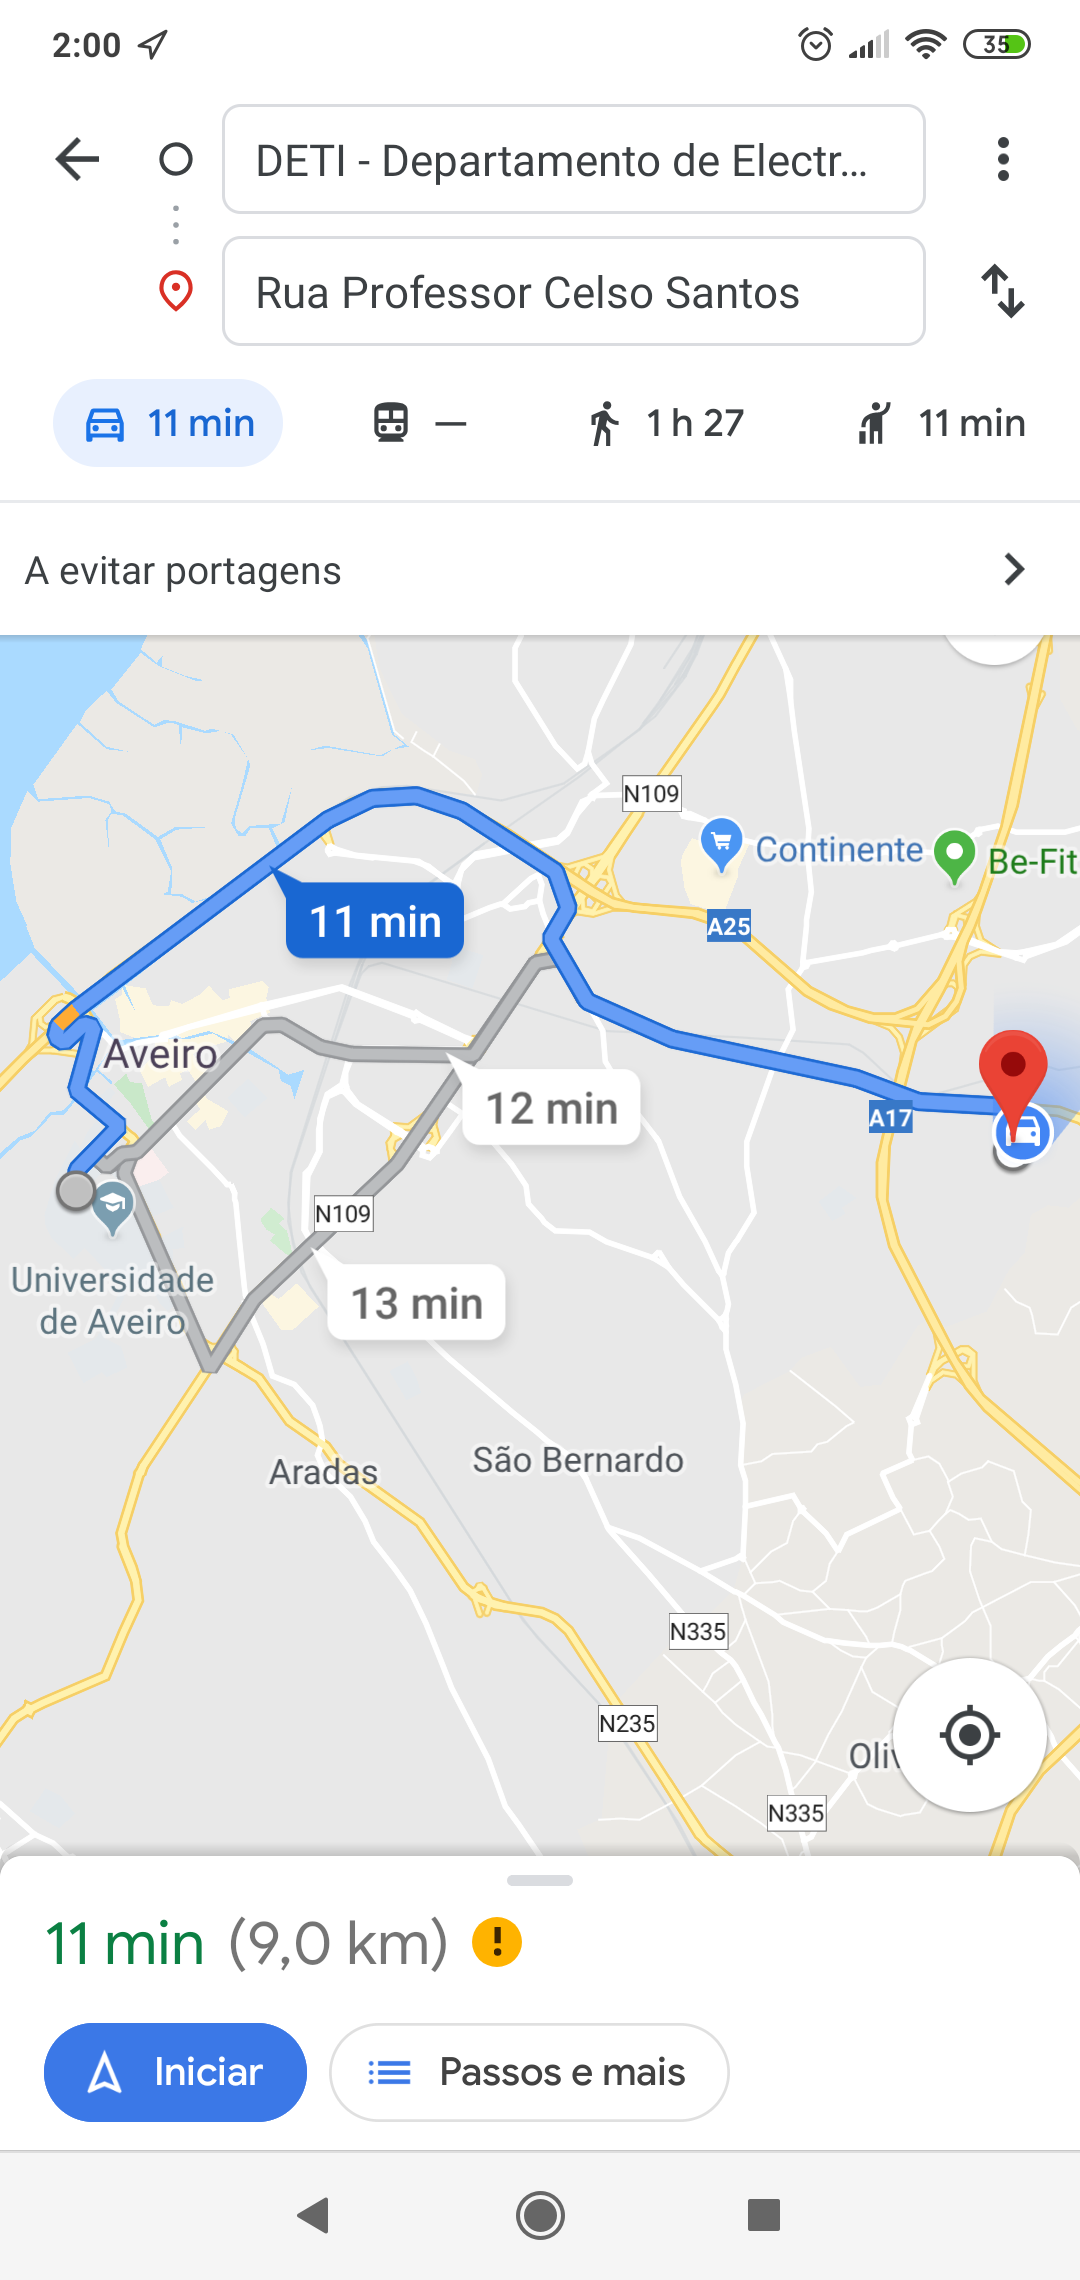 2:00
35
DETI - Departamento de Electr...
Rua Professor Celso Santos
11 min
—
1 h 27
11 min
A evitar portagens
N109
Continente
Be-Fit
11 min
A25
Aveiro
12 min
A17
N109
Universidade
de Aveiro
13 min
Aradas
São Bernardo
N335
N235
Oliv
N335
11 min (9,0 km)
Iniciar
Passos e mais